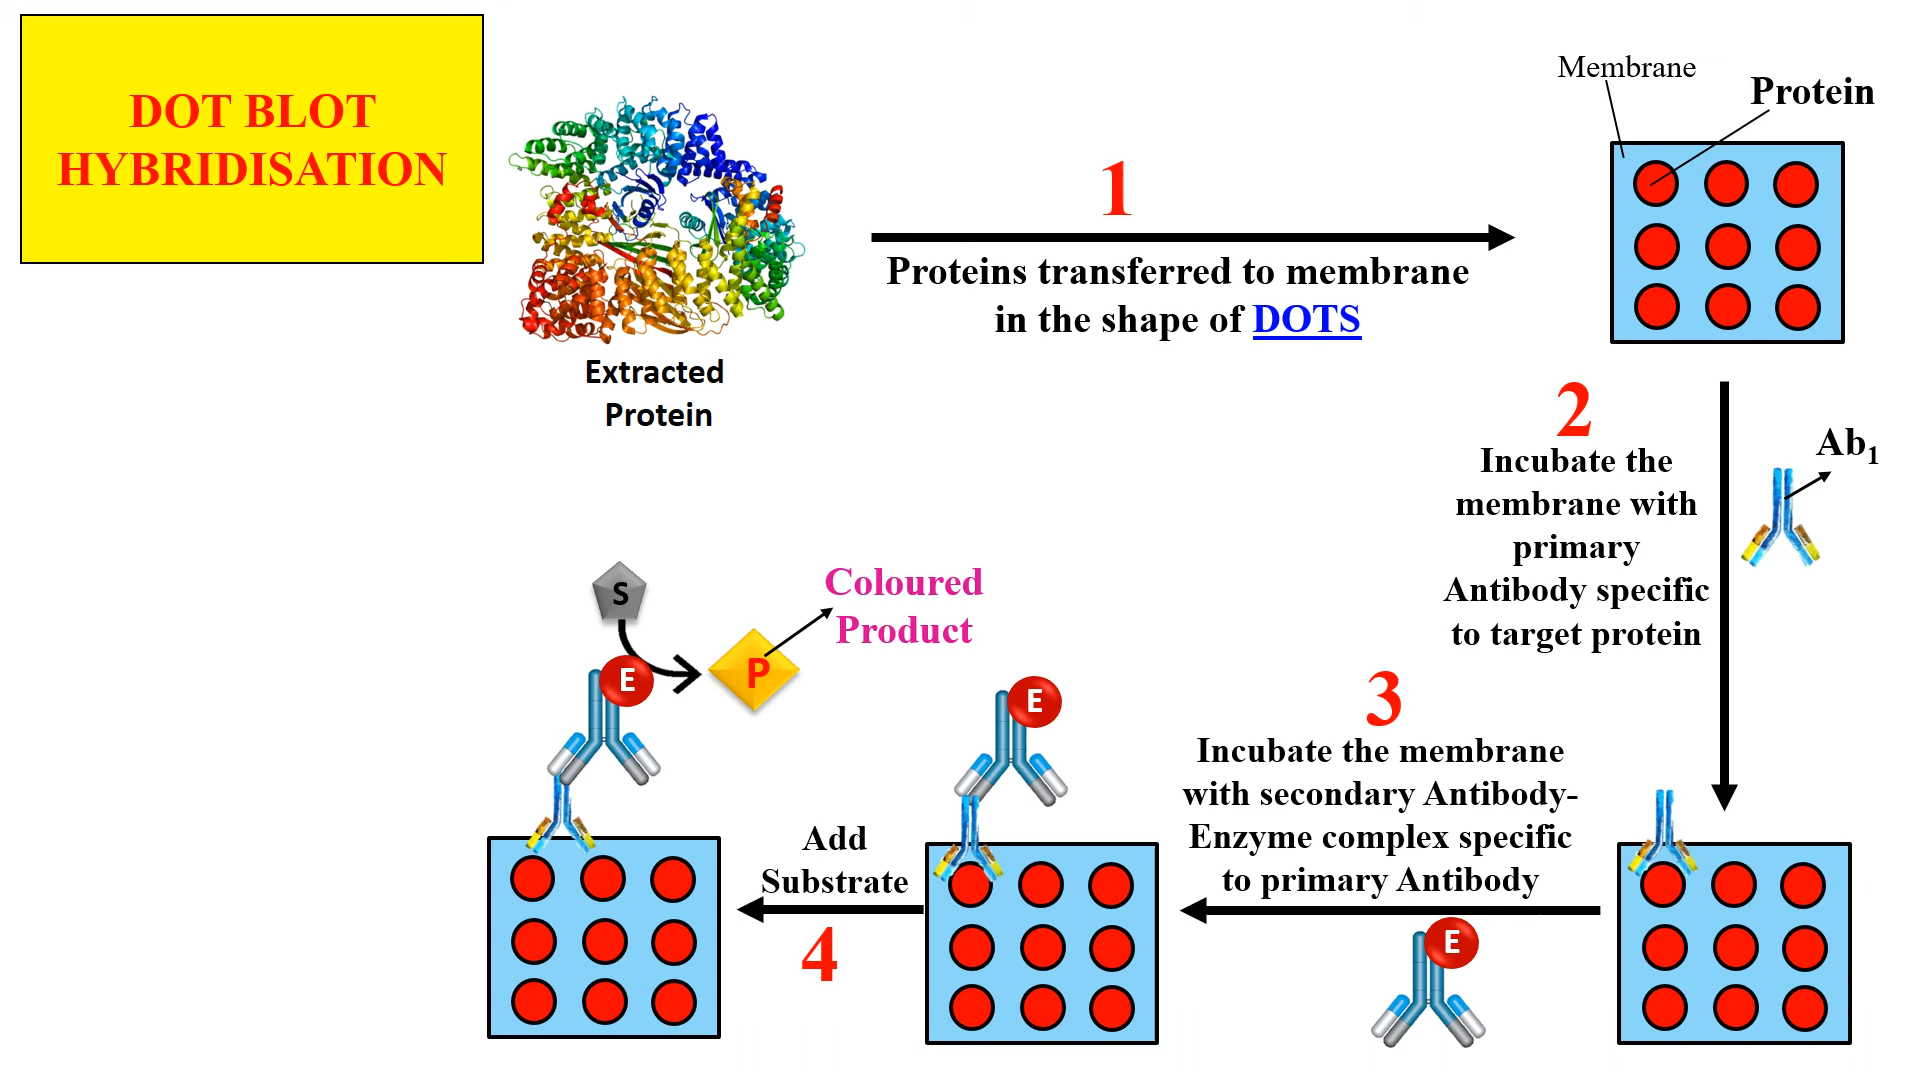 DOT BLOT
HYBRIDISATION
Extracted
Protein
1
Proteins transferred to membrane
in the shape of DOTS
Membrane
Protein
2
Incubate the
membrane with
primary
Antibody specific
to target protein
Ab₁
3
Incubate the membrane
with secondary Antibody-
Enzyme complex specific
to primary Antibody
E
E
Add
Substrate
4
S
E
P
Coloured
Product